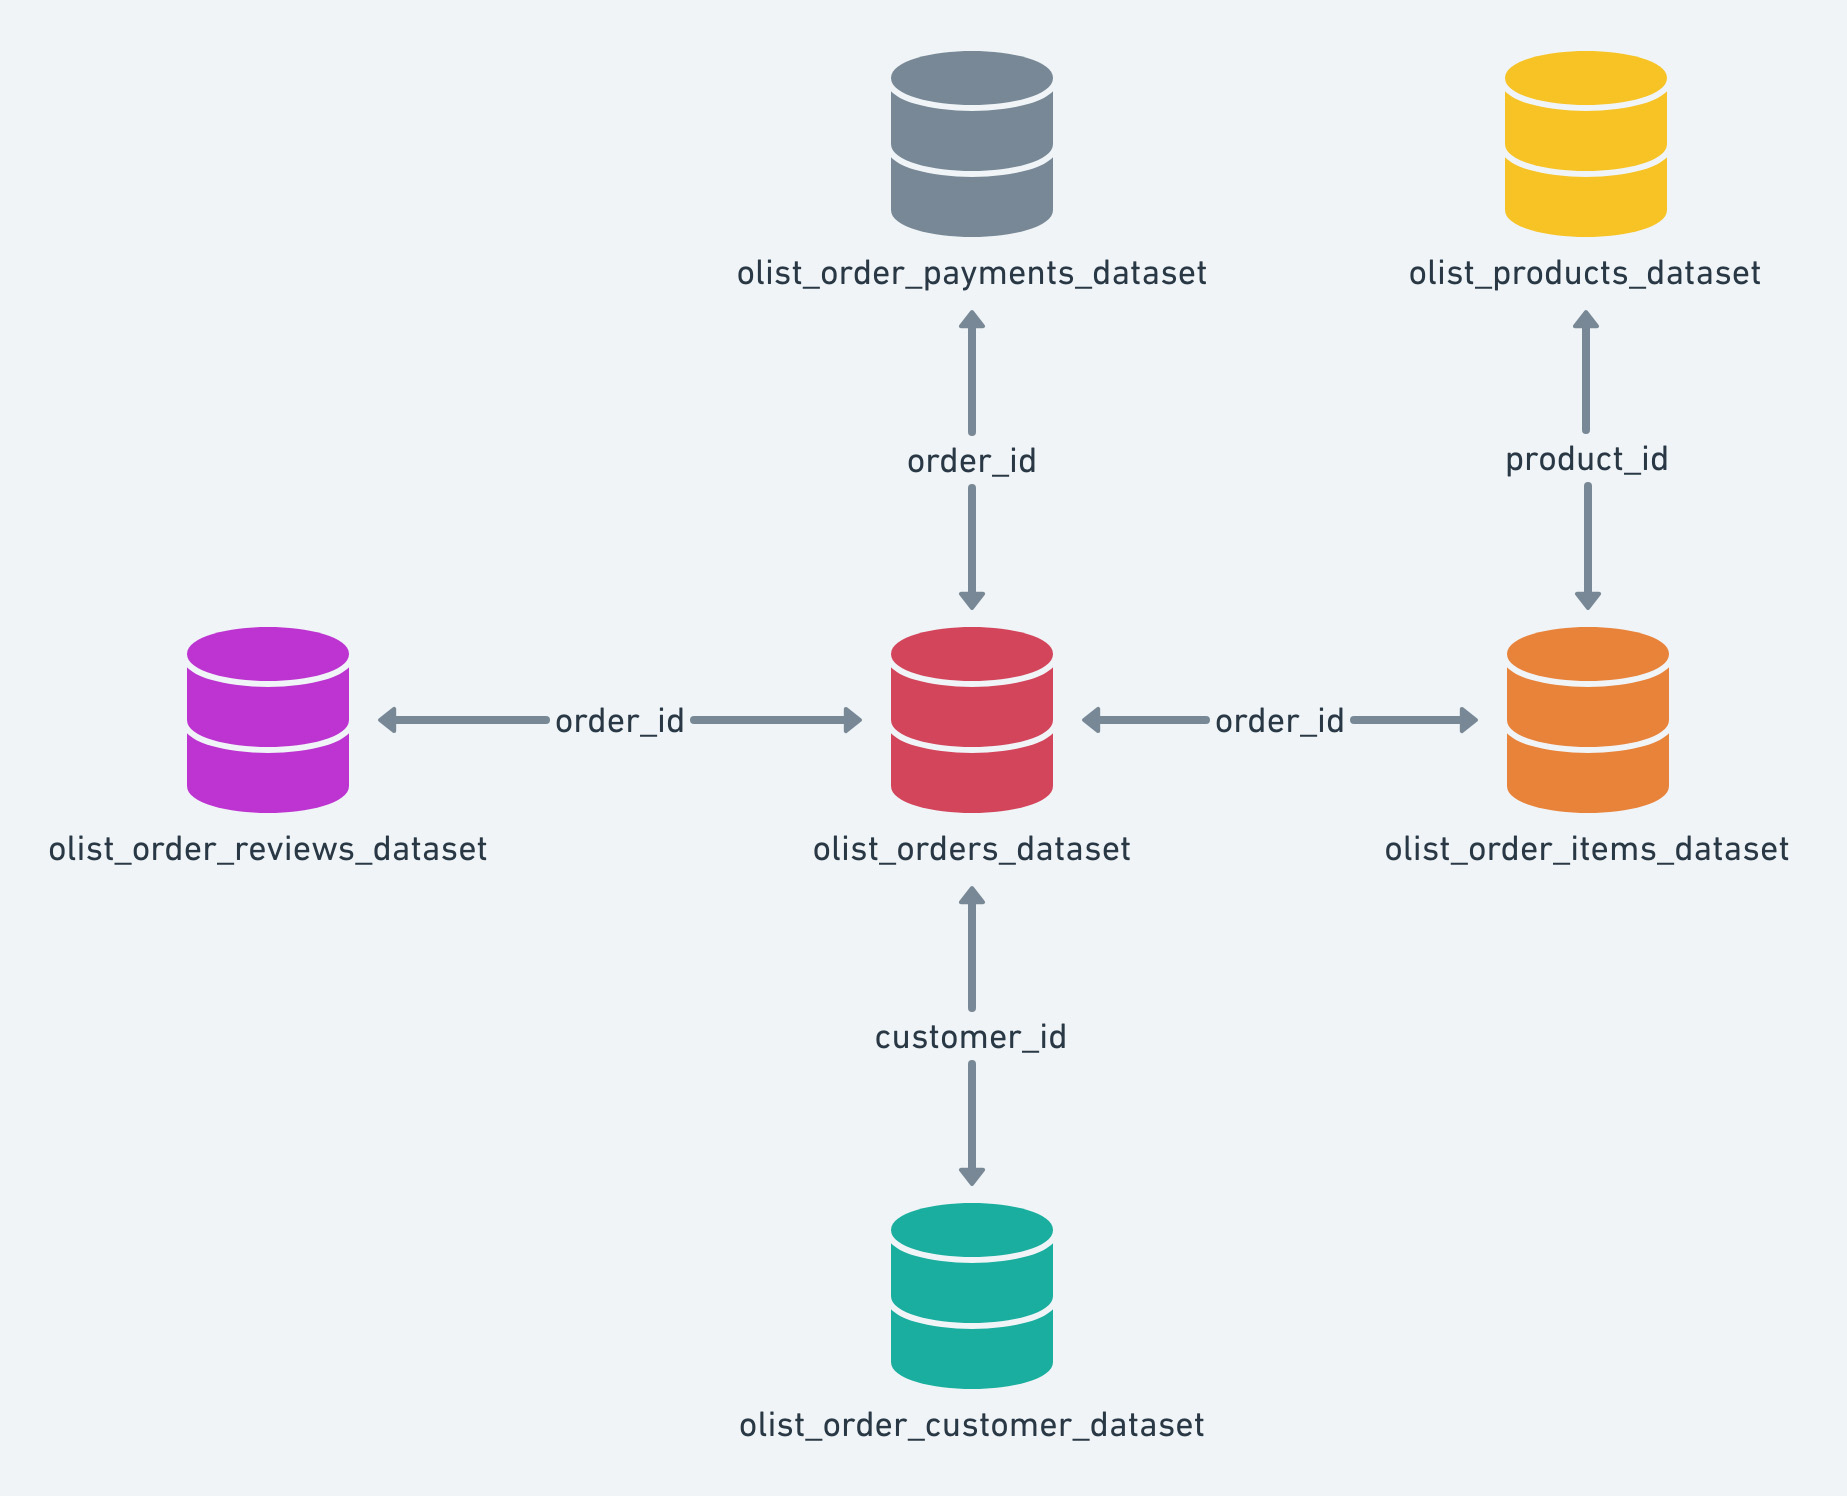 olist_order_payments_dataset
olist_products_dataset
order_id
product_id
order_id
order_id
olist_order_reviews_dataset
olist_orders_dataset
olist_order_items_dataset
customer_id
olist_order_customer_dataset